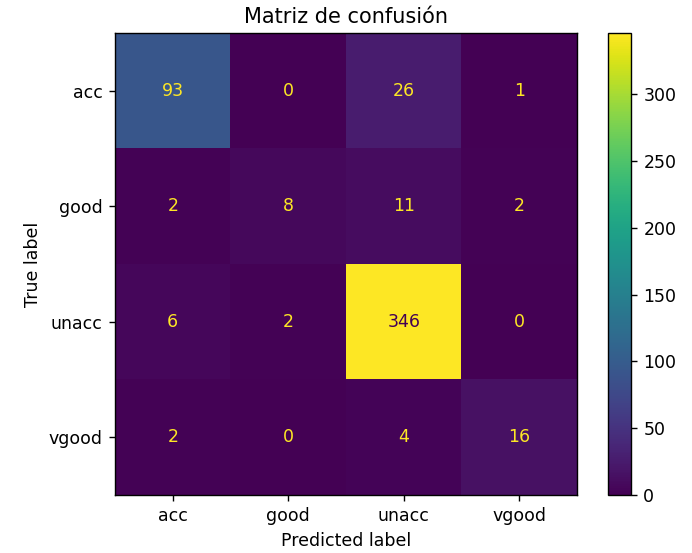 Matriz de confusión
True label
acc 93 0 26 1
good 2 8 11 2
unacc 6 2 346 0
vgood 2 0 4 16
acc good unacc vgood
Predicted label
300
250
200
150
100
50
0